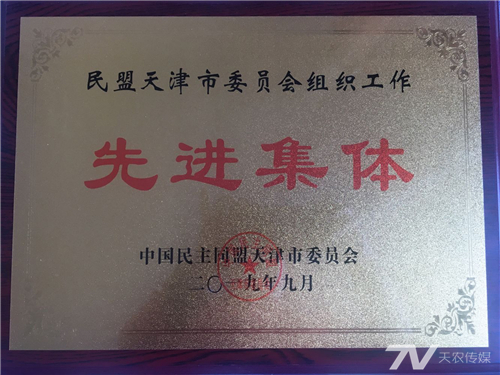 民盟天津市委员会组织工作
先进集体
中国民主同盟天津市委员会
二〇一九年九月
天农传媒